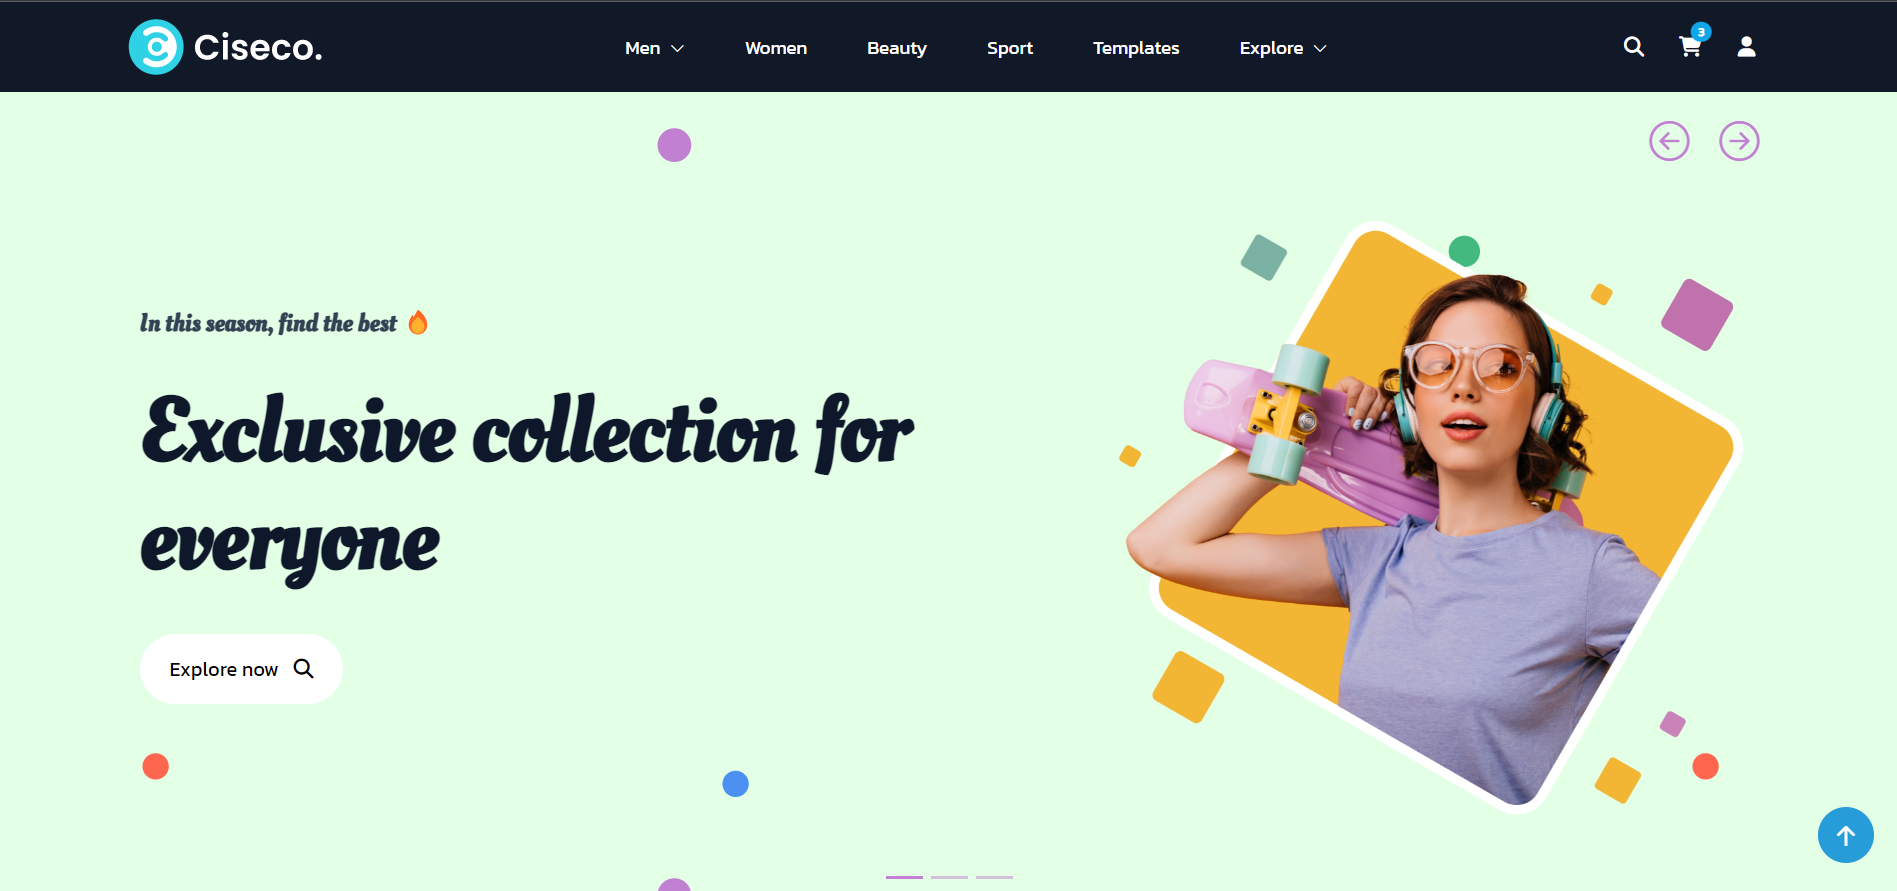 Ciseco.
Men
Women
Beauty
Sport
Templates
Explore
3
In this season, find the best 🔥
Exclusive collection for
everyone
Explore now